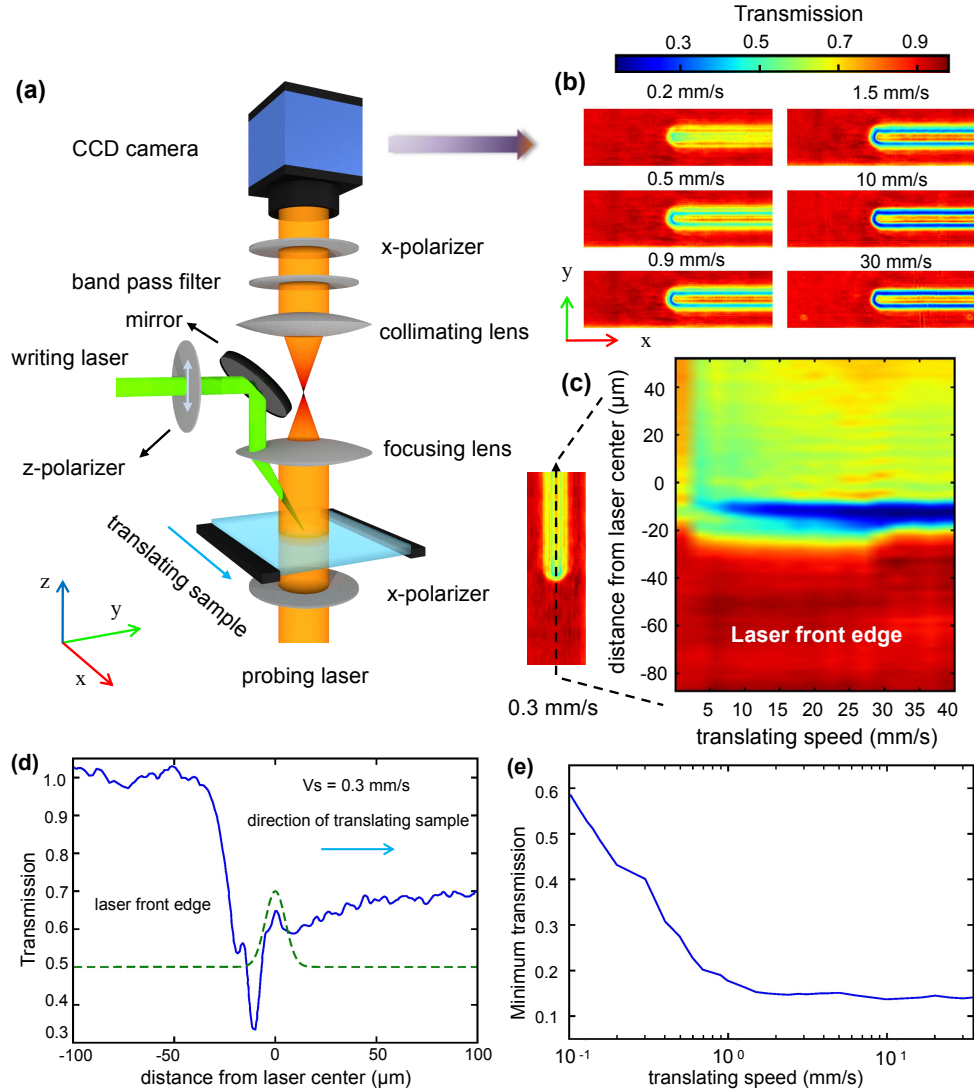 Transmission
0.3 0.5 0.7 0.9
(a)
CCD camera
x-polarizer
band pass filter
mirror
collimating lens
writing laser
z-polarizer
focusing lens
translating sample
x-polarizer
probing laser
z
y
x
(b)
0.2 mm/s 1.5 mm/s
0.5 mm/s 10 mm/s
0.9 mm/s 30 mm/s
y
x
(c)
0.3 mm/s
distance from laser center (µm)
40
20
0
-20
-40
-60
-80
Laser front edge
5 10 15 20 25 30 35 40
translating speed (mm/s)
(d)
Transmission
1.0
0.9
0.8
0.7
0.6
0.5
0.4
0.3
Vs = 0.3 mm/s
direction of translating sample
laser front edge
-100 -50 0 50 100
distance from laser center (µm)
(e)
Minimum transmission
0.6
0.5
0.4
0.3
0.2
0.1
10⁻¹ 10⁰ 10¹
translating speed (mm/s)